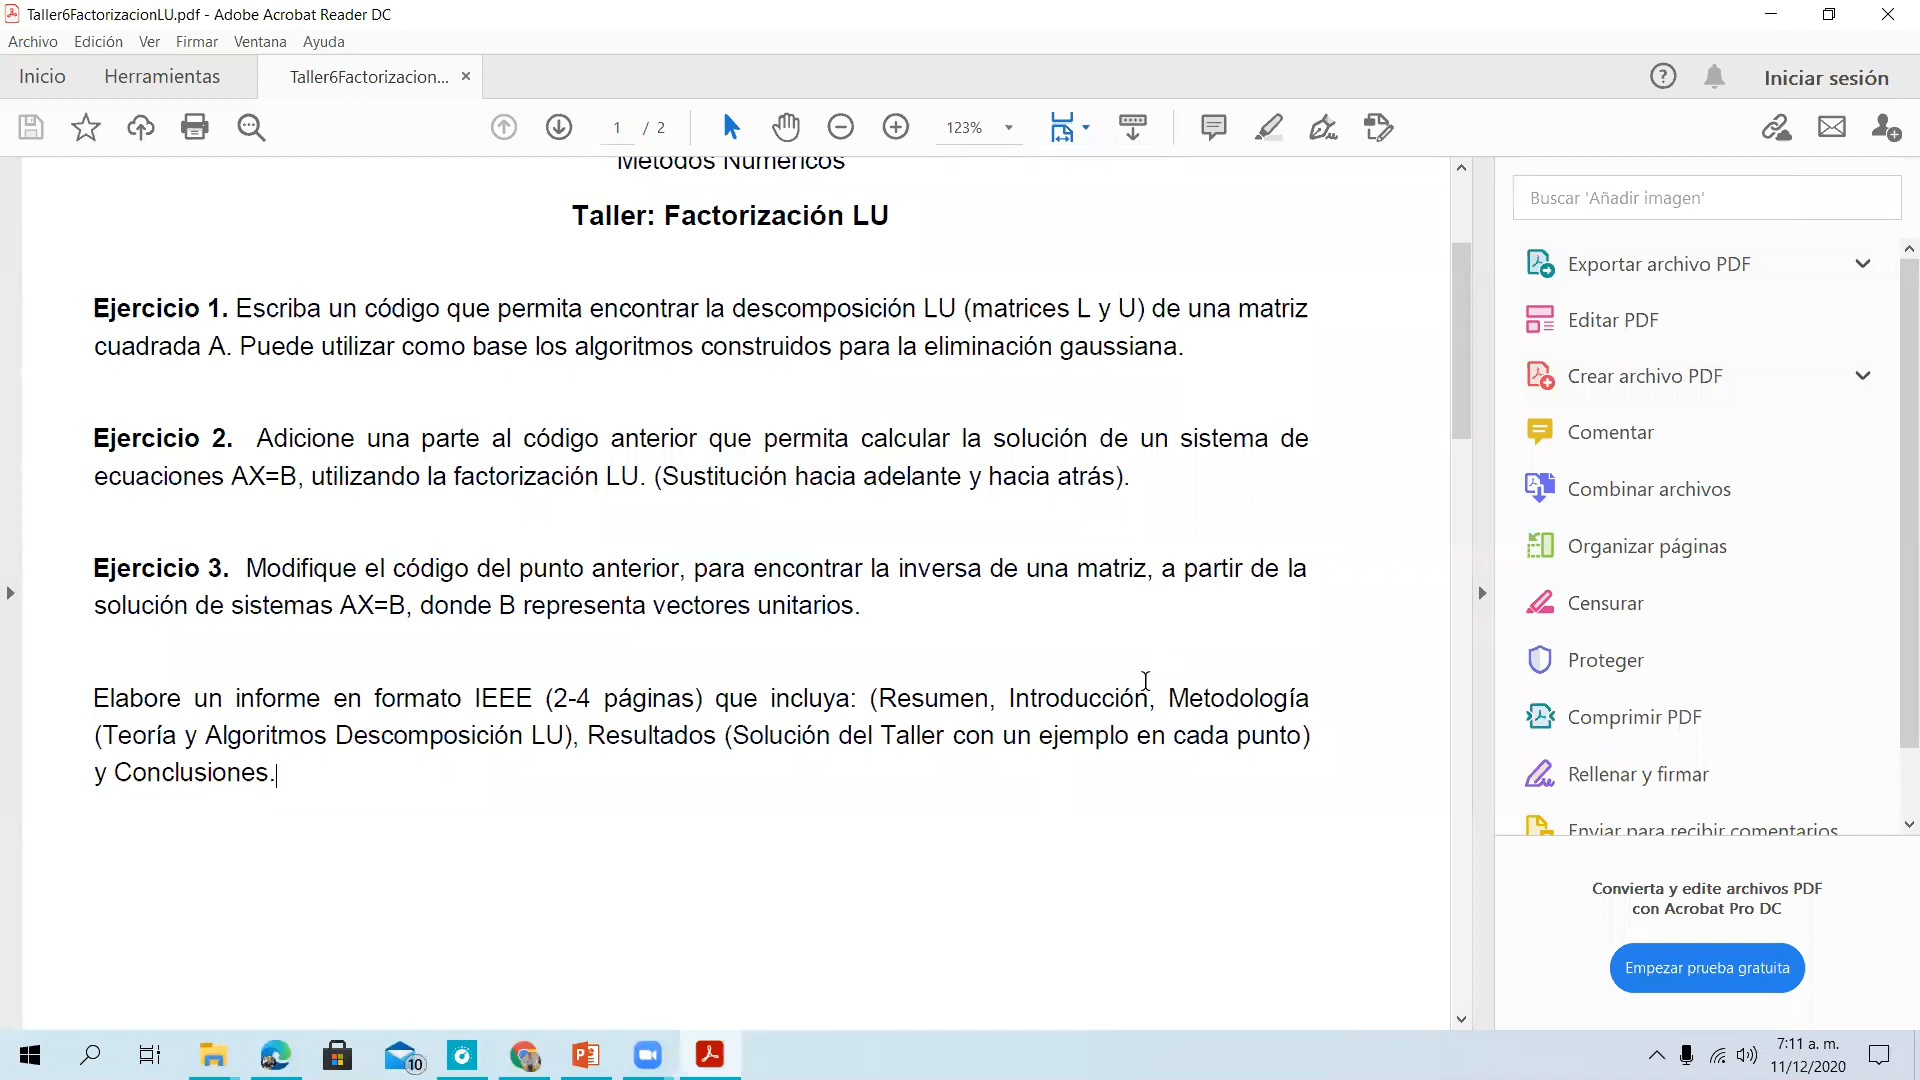 Taller6FactorizacionLU.pdf - Adobe Acrobat Reader DC
Archivo Edición Ver Firmar Ventana Ayuda
Inicio Herramientas Taller6Factorizacion... × Iniciar sesión
1 / 2 123%
Métodos Numéricos
Taller: Factorización LU
Ejercicio 1. Escriba un código que permita encontrar la descomposición LU (matrices L y U) de una matriz
cuadrada A. Puede utilizar como base los algoritmos construidos para la eliminación gaussiana.
Ejercicio 2. Adicione una parte al código anterior que permita calcular la solución de un sistema de
ecuaciones AX=B, utilizando la factorización LU. (Sustitución hacia adelante y hacia atrás).
Ejercicio 3. Modifique el código del punto anterior, para encontrar la inversa de una matriz, a partir de la
solución de sistemas AX=B, donde B representa vectores unitarios.
Elabore un informe en formato IEEE (2-4 páginas) que incluya: (Resumen, Introducción, Metodología
(Teoría y Algoritmos Descomposición LU), Resultados (Solución del Taller con un ejemplo en cada punto)
y Conclusiones.
Buscar 'Añadir imagen'
Exportar archivo PDF
Editar PDF
Crear archivo PDF
Comentar
Combinar archivos
Organizar páginas
Censurar
Proteger
Comprimir PDF
Rellenar y firmar
Enviar para recibir comentarios
Convierta y edite archivos PDF
con Acrobat Pro DC
Empezar prueba gratuita
10
7:11 a. m.
11/12/2020